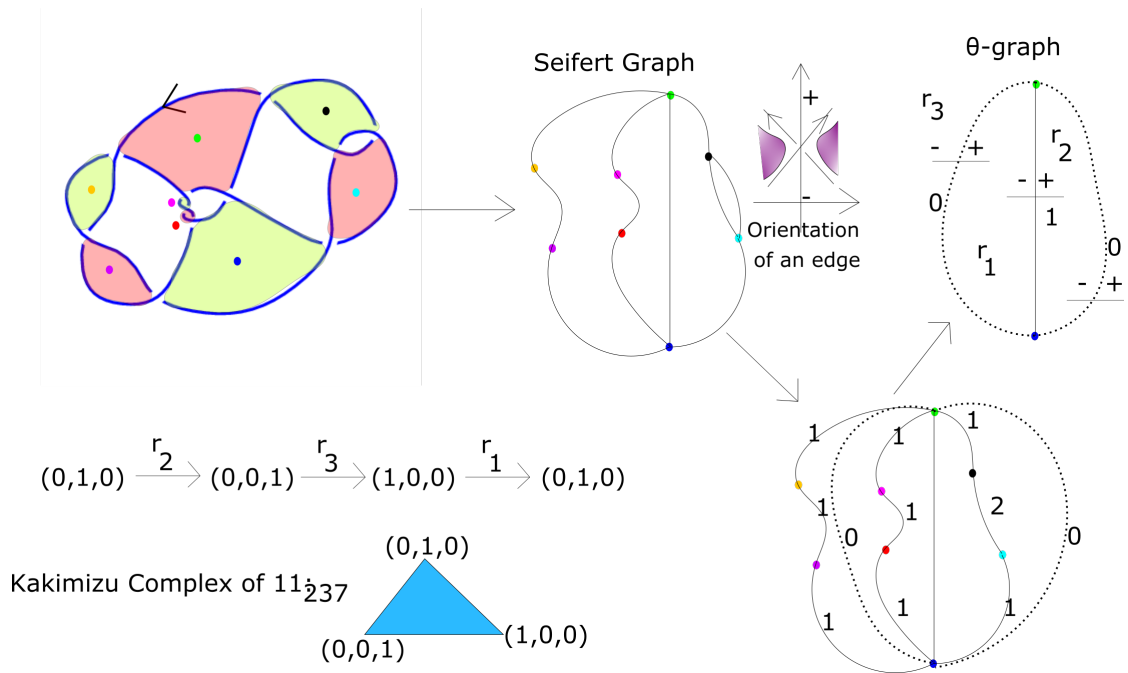 Seifert Graph
θ-graph
+
-
Orientation
of an edge
r3
- +
0
r2
- +
1
r1
0
- +
1
1
1
1
1
2
0
0
1
1
1
(0,1,0) r2 (0,0,1) r3 (1,0,0) r1 (0,1,0)
(0,1,0)
Kakimizu Complex of 11:237
(0,0,1)
(1,0,0)